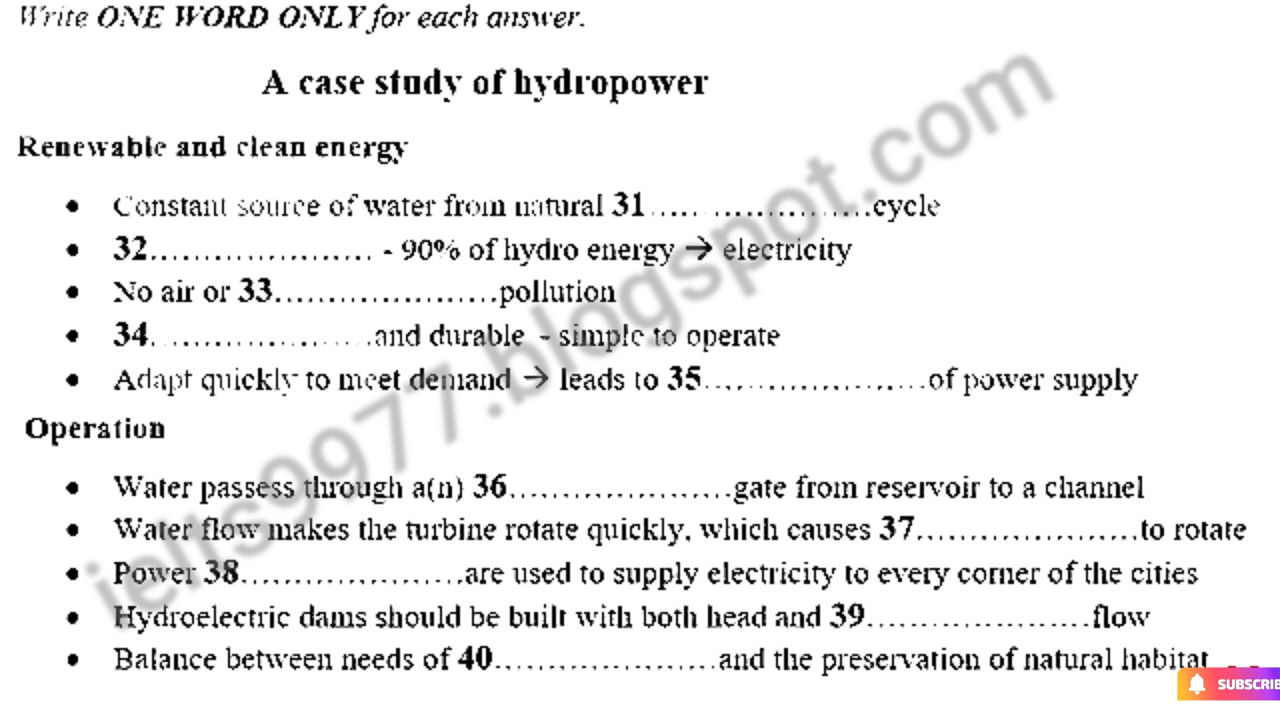 Write ONE WORD ONLY for each answer.
A case study of hydropower
Renewable and clean energy
• Constant source of water from natural 31.......................cycle
• 32..................... - 90% of hydro energy → electricity
• No air or 33.....................pollution
• 34.....................and durable - simple to operate
• Adapt quickly to meet demand → leads to 35.....................of power supply
Operation
• Water passess through a(n) 36.....................gate from reservoir to a channel
• Water flow makes the turbine rotate quickly, which causes 37.....................to rotate
• Power 38.....................are used to supply electricity to every corner of the cities
• Hydroelectric dams should be built with both head and 39.....................flow
• Balance between needs of 40.....................and the preservation of natural habitat
ielts9977.blogspot.com
SUBSCRIBE